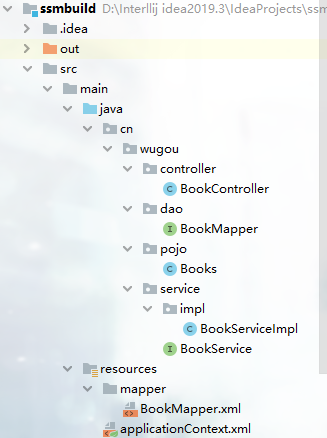 ssmbuild D:\Interllij idea2019.3\IdeaProjects\ssm
.idea
out
src
main
java
cn
wugou
controller
BookController
dao
BookMapper
pojo
Books
service
impl
BookServiceImpl
BookService
resources
mapper
BookMapper.xml
applicationContext.xml